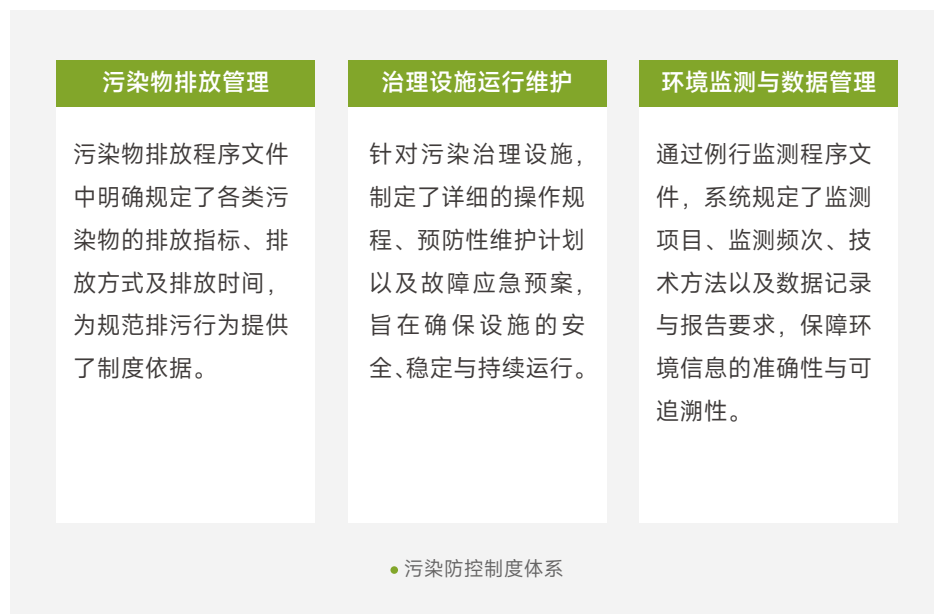 污染物排放管理
污染物排放程序文件
中明确规定了各类污
染物的排放指标、排
放方式及排放时间，
为规范排污行为提供
了制度依据。
治理设施运行维护
针对污染治理设施，
制定了详细的操作规
程、预防性维护计划
以及故障应急预案，
旨在确保设施的安
全、稳定与持续运行。
环境监测与数据管理
通过例行监测程序文
件，系统规定了监测
项目、监测频次、技
术方法以及数据记录
与报告要求，保障环
境信息的准确性与可
追溯性。
污染防控制度体系